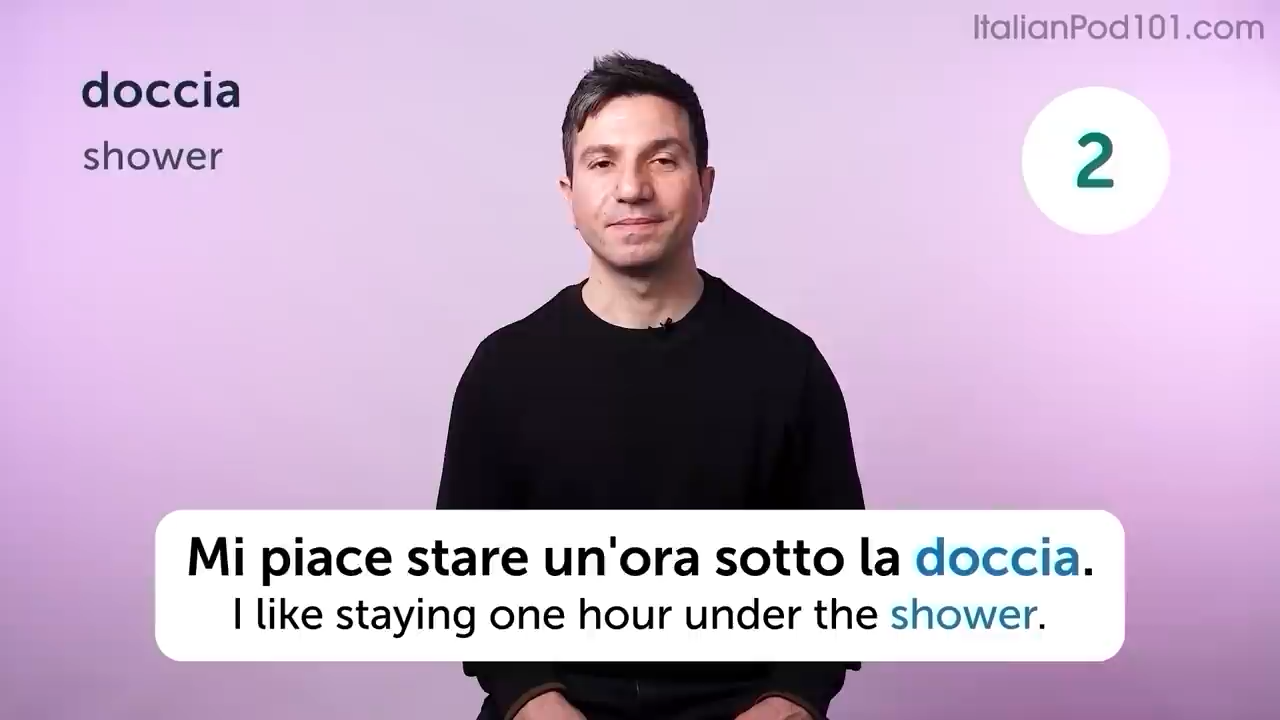 ItalianPod101.com
doccia
shower
2
Mi piace stare un'ora sotto la doccia.
I like staying one hour under the shower.